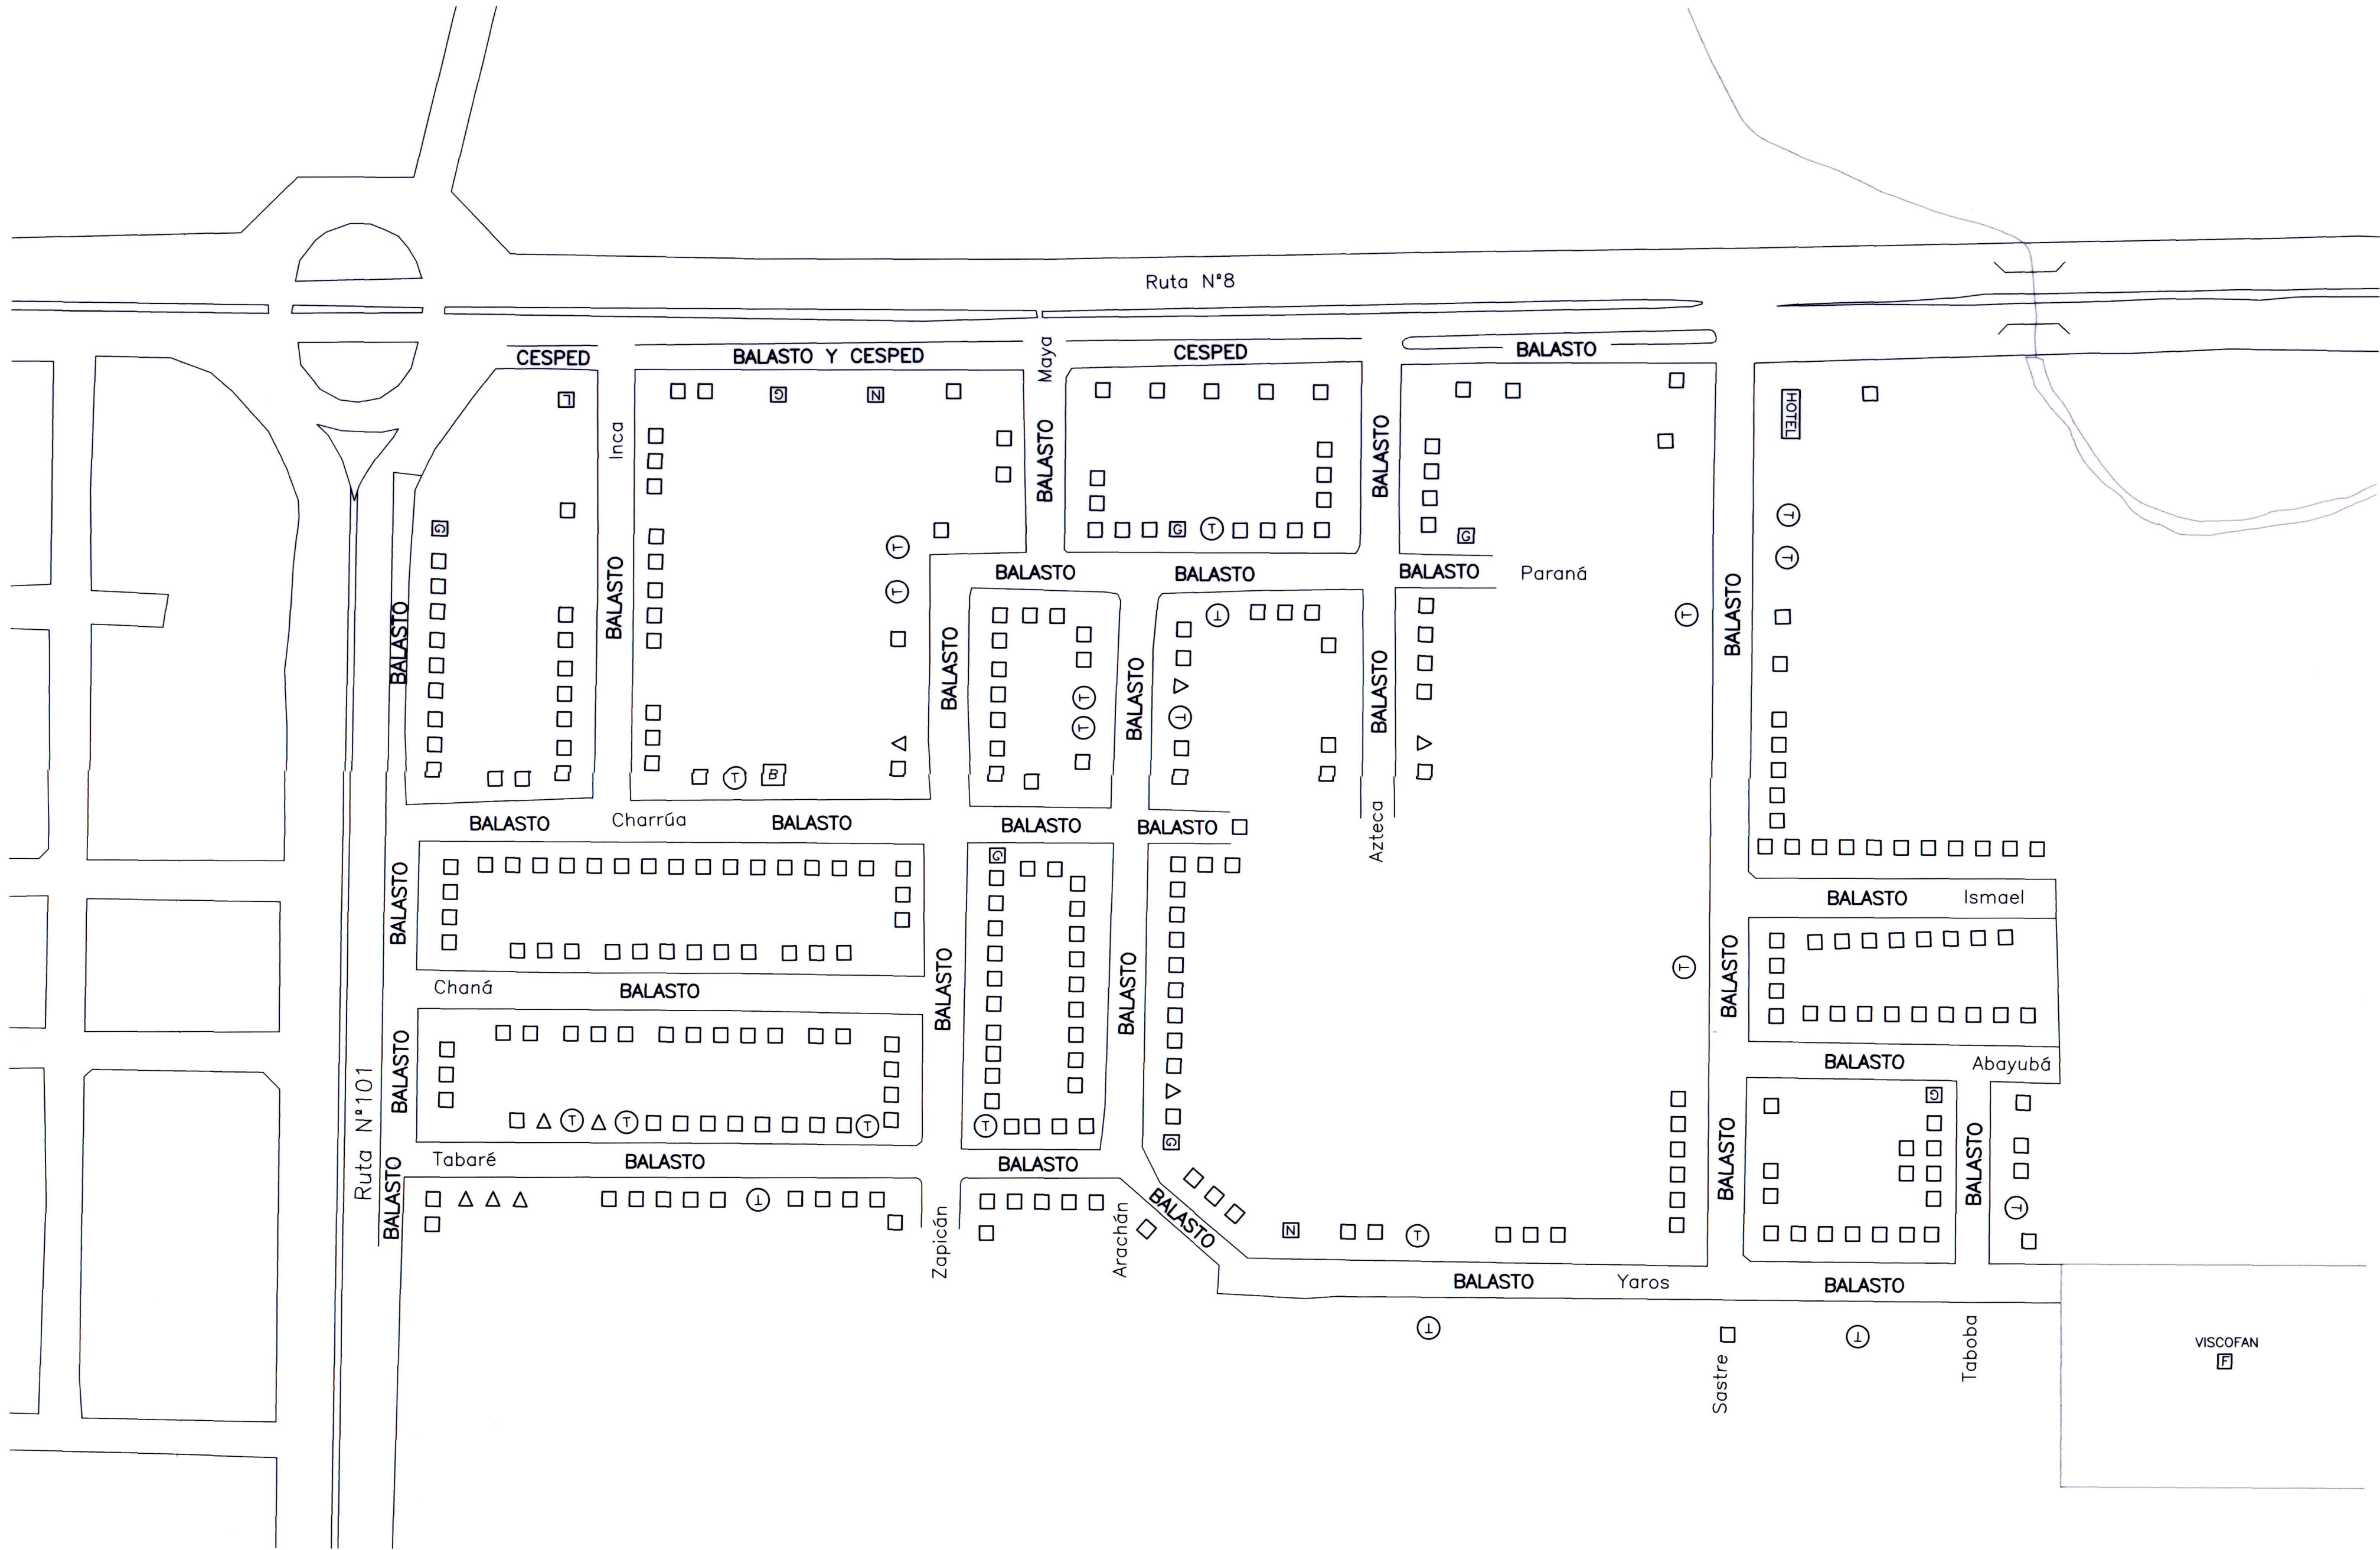 Ruta N°8
CESPED
BALASTO Y CESPED
Maya
CESPED
BALASTO
L
G
N
HOTEL
Inca
BALASTO
BALASTO
G
G
T
T
G
T
T
T
BALASTO
BALASTO
BALASTO
Paraná
BALASTO
BALASTO
T
T
BALASTO
BALASTO
BALASTO
BALASTO
T
T
T
BALASTO
T
B
BALASTO
Charrúa
BALASTO
BALASTO
BALASTO
Azteca
G
BALASTO
BALASTO
Ismael
BALASTO
BALASTO
T
BALASTO
Chaná
BALASTO
BALASTO
BALASTO
Abayubá
Ruta N°101
T
T
T
T
G
G
BALASTO
BALASTO
Tabaré
BALASTO
BALASTO
BALASTO
T
BALASTO
N
T
T
Zapicán
Arachán
BALASTO
Yaros
BALASTO
T
T
Sastre
Taboba
VISCOFAN
F